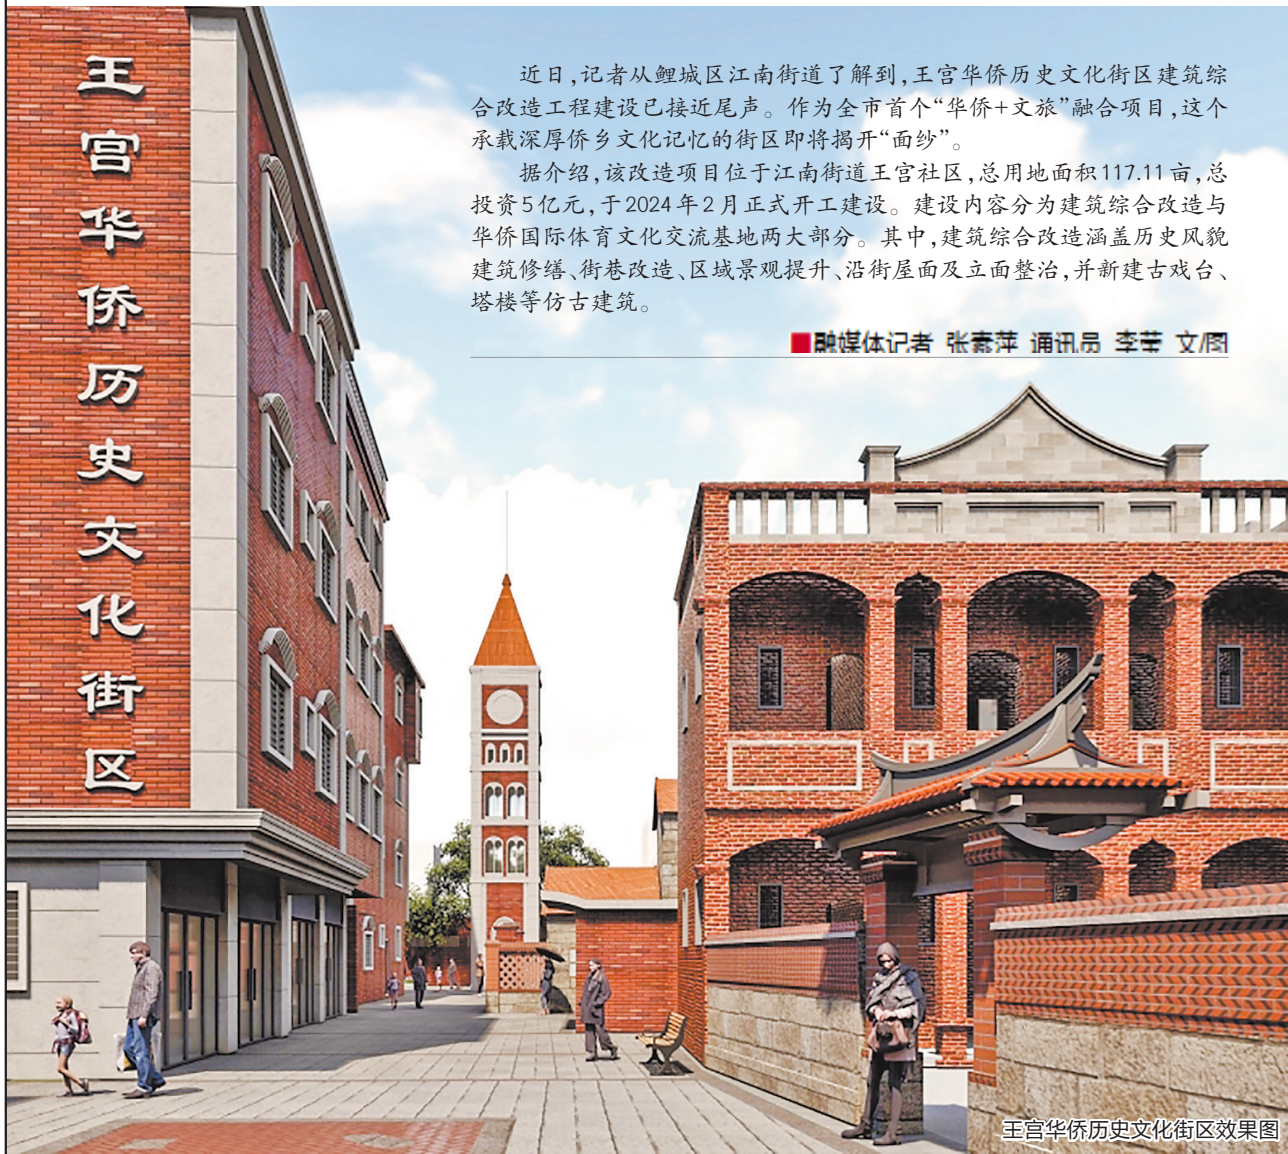 王宫华侨历史文化街区
近日,记者从鲤城区江南街道了解到,王宫华侨历史文化街区建筑综
合改造工程建设已接近尾声。作为全市首个“华侨+文旅”融合项目,这个
承载深厚侨乡文化记忆的街区即将揭开“面纱”。
据介绍,该改造项目位于江南街道王宫社区,总用地面积117.11亩,总
投资5亿元,于2024年2月正式开工建设。建设内容分为建筑综合改造与
华侨国际体育文化交流基地两大部分。其中,建筑综合改造涵盖历史风貌
建筑修缮、街巷改造、区域景观提升、沿街屋面及立面整治,并新建古戏台、
塔楼等仿古建筑。
■融媒体记者 张素萍 通讯员 李莹 文/图
王宫华侨历史文化街区效果图